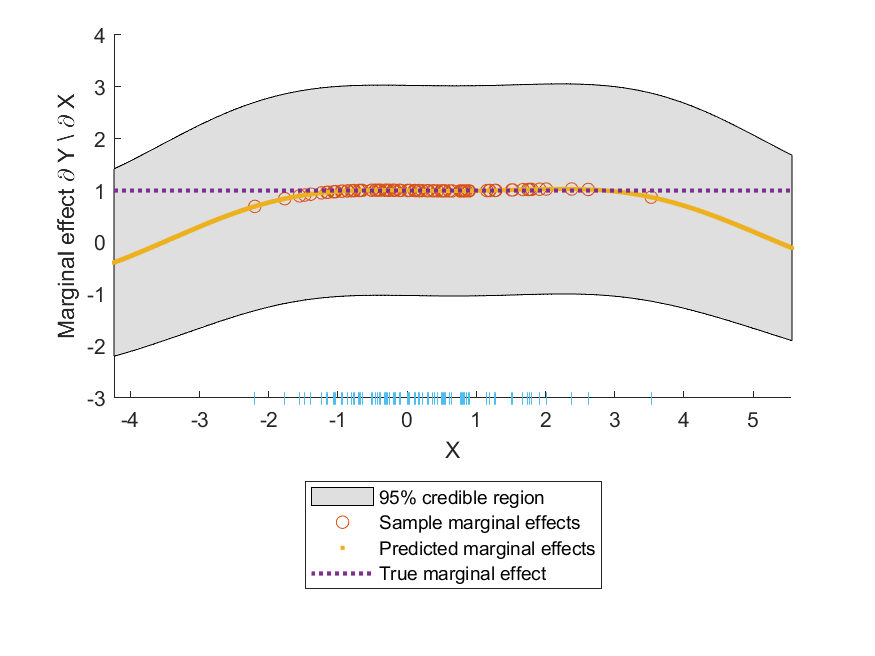 4
3
2
1
0
-1
-2
-3
Marginal effect ∂ Y \ ∂ X
-4 -3 -2 -1 0 1 2 3 4 5
X
95% credible region
Sample marginal effects
Predicted marginal effects
True marginal effect